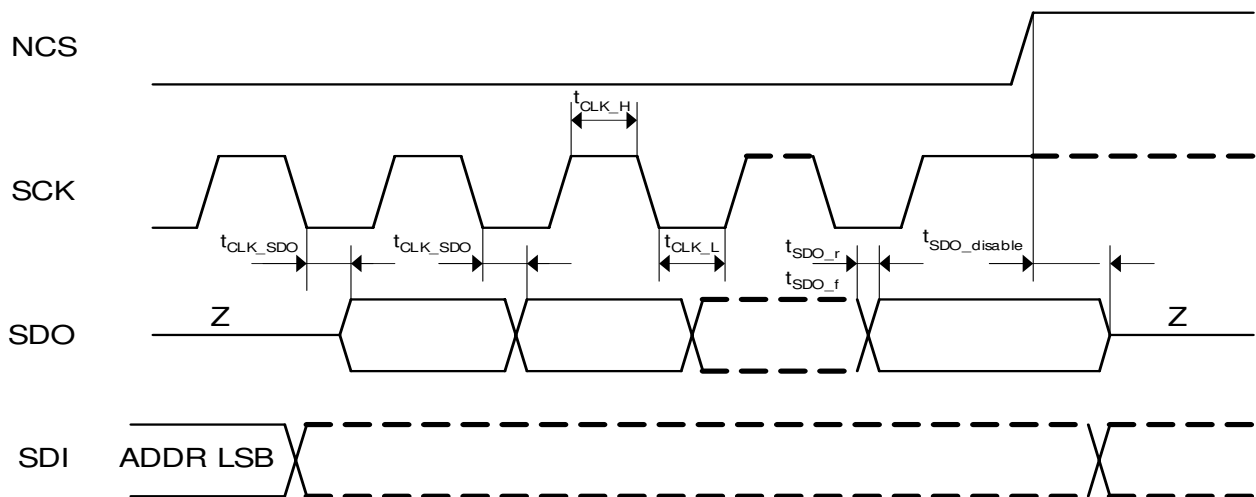 NCS
tCLK_H
SCK
tCLK_SDO tCLK_SDO tCLK_L tSDO_r tSDO_disable
tSDO_f
Z Z
SDO
SDI ADDR LSB